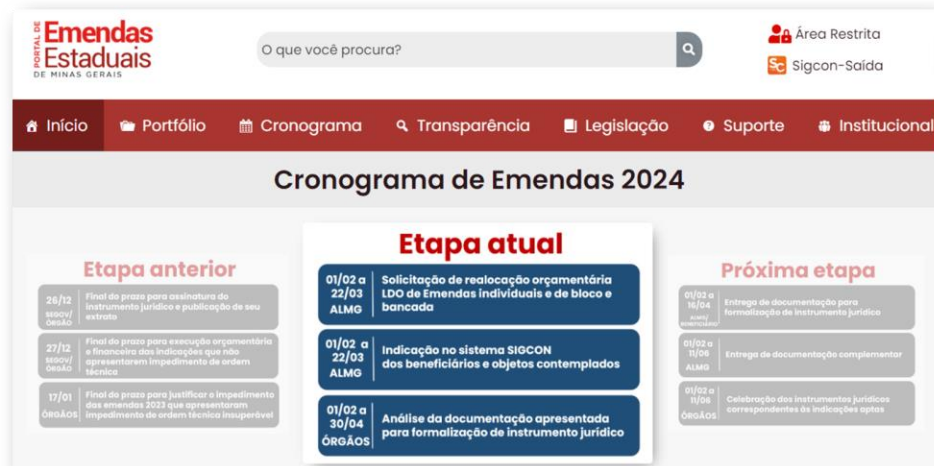 PORTAL DE
Emendas
Estaduais
DE MINAS GERAIS
O que você procura?
Área Restrita
SC Sigcon-Saída
Início
Portfólio
Cronograma
Transparência
Legislação
Suporte
Institucional
Cronograma de Emendas 2024
Etapa anterior
26/12
SEGOV/
ÓRGÃO
Final do prazo para assinatura do
instrumento jurídico e publicação de seu
extrato
27/12
SEGOV/
ÓRGÃO
Final do prazo para execução orçamentária
e financeira das indicações que não
apresentarem impedimento de ordem
técnica
17/01
ÓRGÃOS
Final do prazo para justificar o impedimento
das emendas 2023 que apresentaram
impedimento de ordem técnica insuperável
Etapa atual
01/02 a
22/03
ALMG
Solicitação de realocação orçamentária
LDO de Emendas individuais e de bloco e
bancada
01/02 a
22/03
ALMG
Indicação no sistema SIGCON
dos beneficiários e objetos contemplados
01/02 a
30/04
ÓRGÃOS
Análise da documentação apresentada
para formalização de instrumento jurídico
Próxima etapa
01/02 a
16/04
ALMG/
BENEFICIÁRIO
Entrega de documentação para
formalização de instrumento jurídico
01/02 a
11/06
ALMG
Entrega de documentação complementar
01/02 a
11/06
ÓRGÃOS
Celebração dos instrumentos jurídicos
correspondentes às indicações aptas